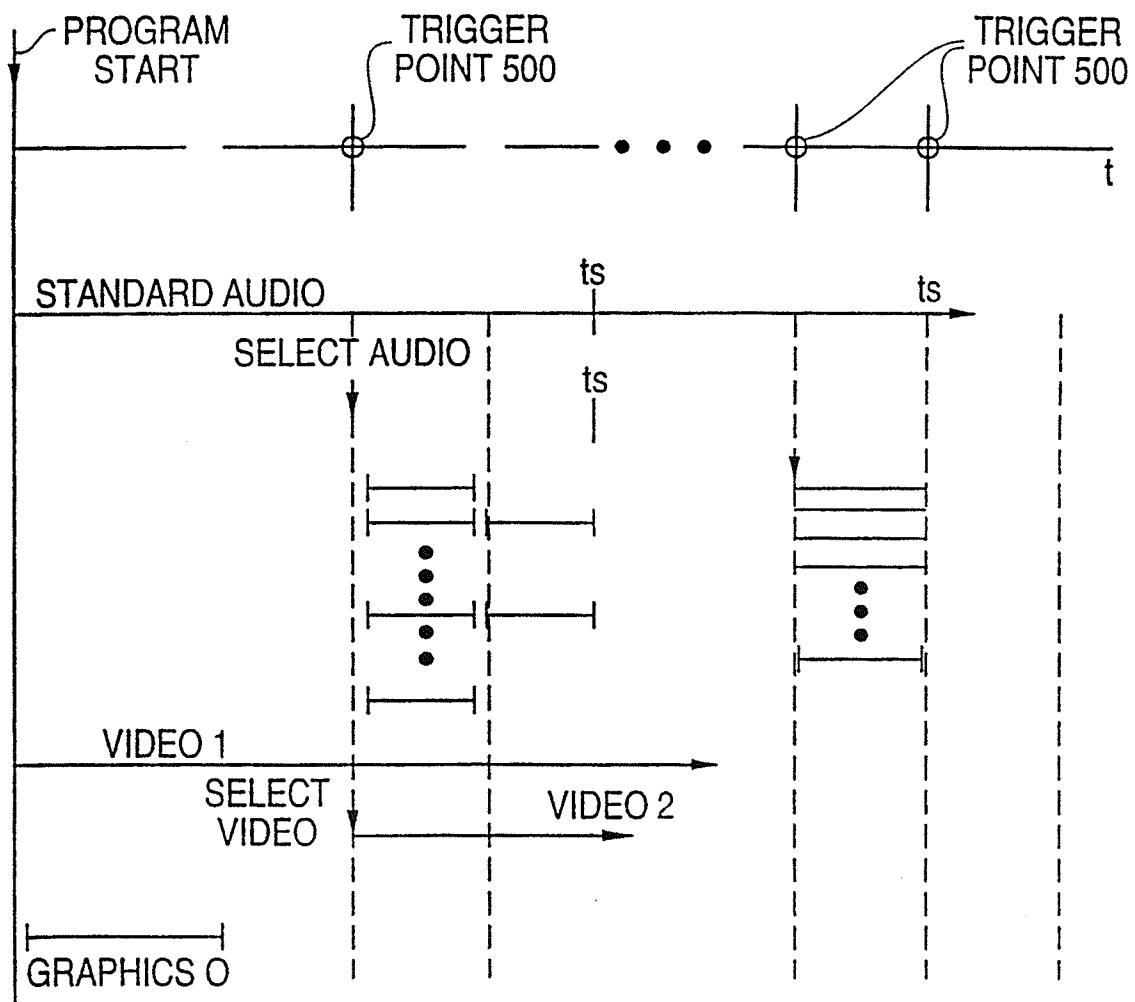 PROGRAM
START
TRIGGER
POINT 500
TRIGGER
POINT 500
t
STANDARD AUDIO
ts
ts
SELECT AUDIO
ts
VIDEO 1
SELECT
VIDEO
VIDEO 2
GRAPHICS O